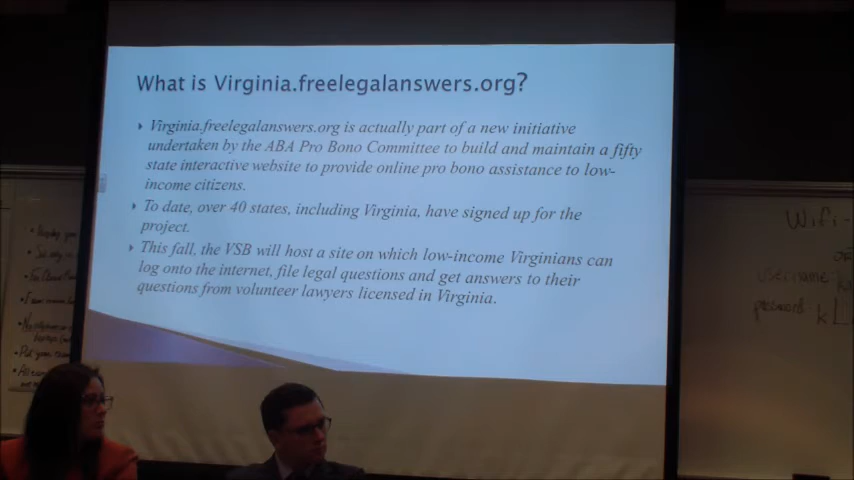 What is Virginia.freelegalanswers.org?
Virginia.freelegalanswers.org is actually part of a new initiative
undertaken by the ABA Pro Bono Committee to build and maintain a fifty
state interactive website to provide online pro bono assistance to low-
income citizens.
To date, over 40 states, including Virginia, have signed up for the
project.
This fall, the VSB will host a site on which low-income Virginians can
log onto the internet, file legal questions and get answers to their
questions from volunteer lawyers licensed in Virginia.
Wifi-
username
password